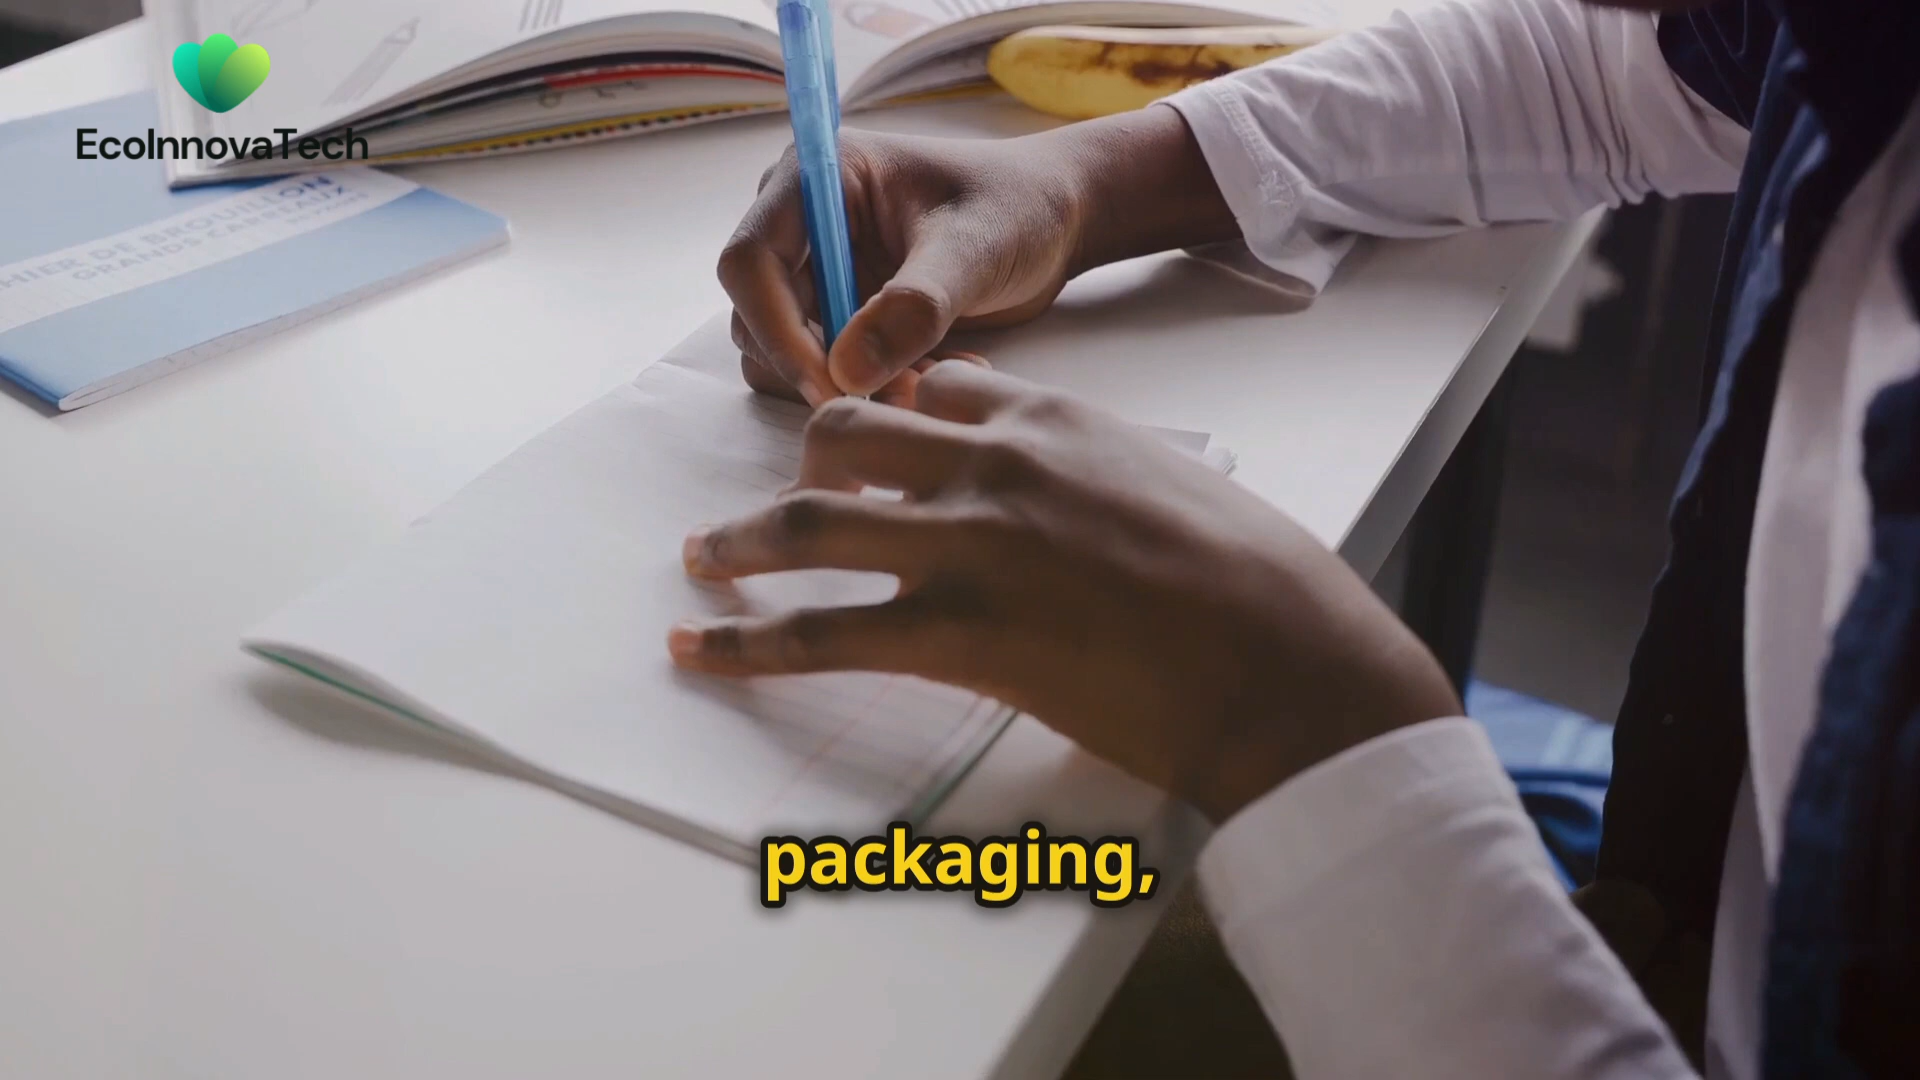 EcoInnovaTech
HIER DE BROUILLON
GRANDS CARREAUX
packaging,